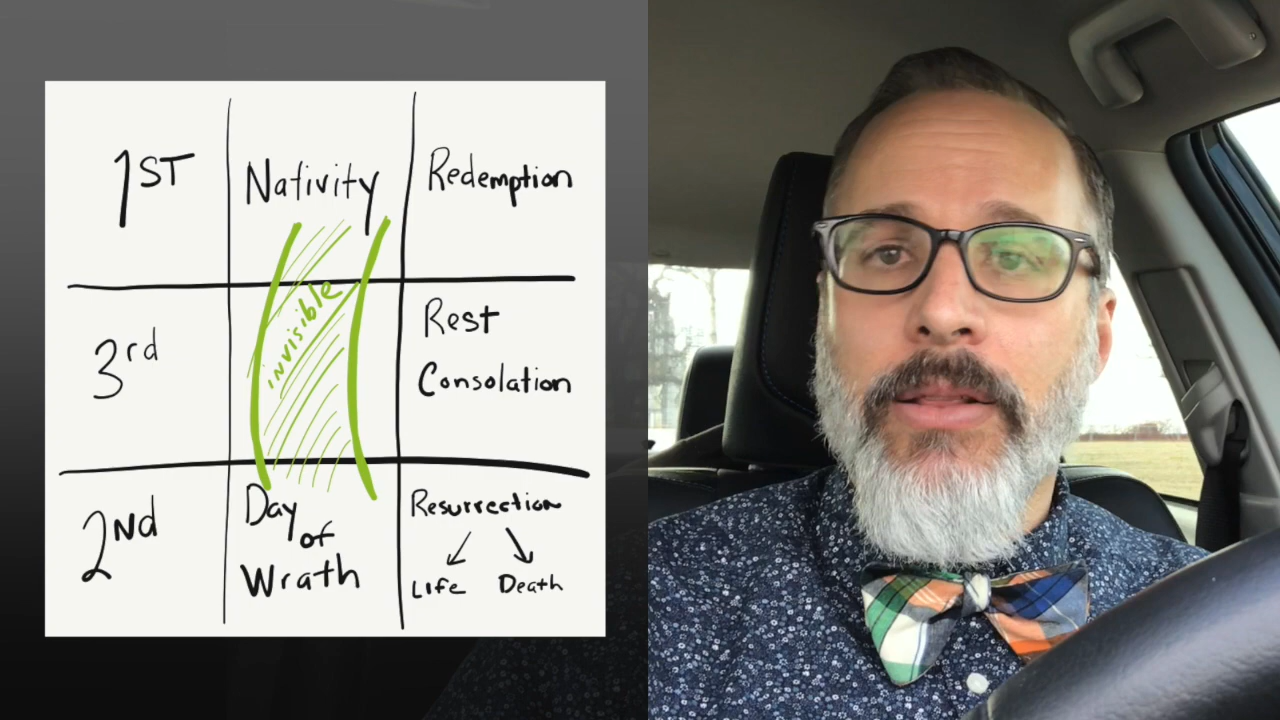 1ST
Nativity
Redemption
3rd
invisible
Rest
Consolation
2Nd
Day
of
Wrath
Resurrection
Life Death